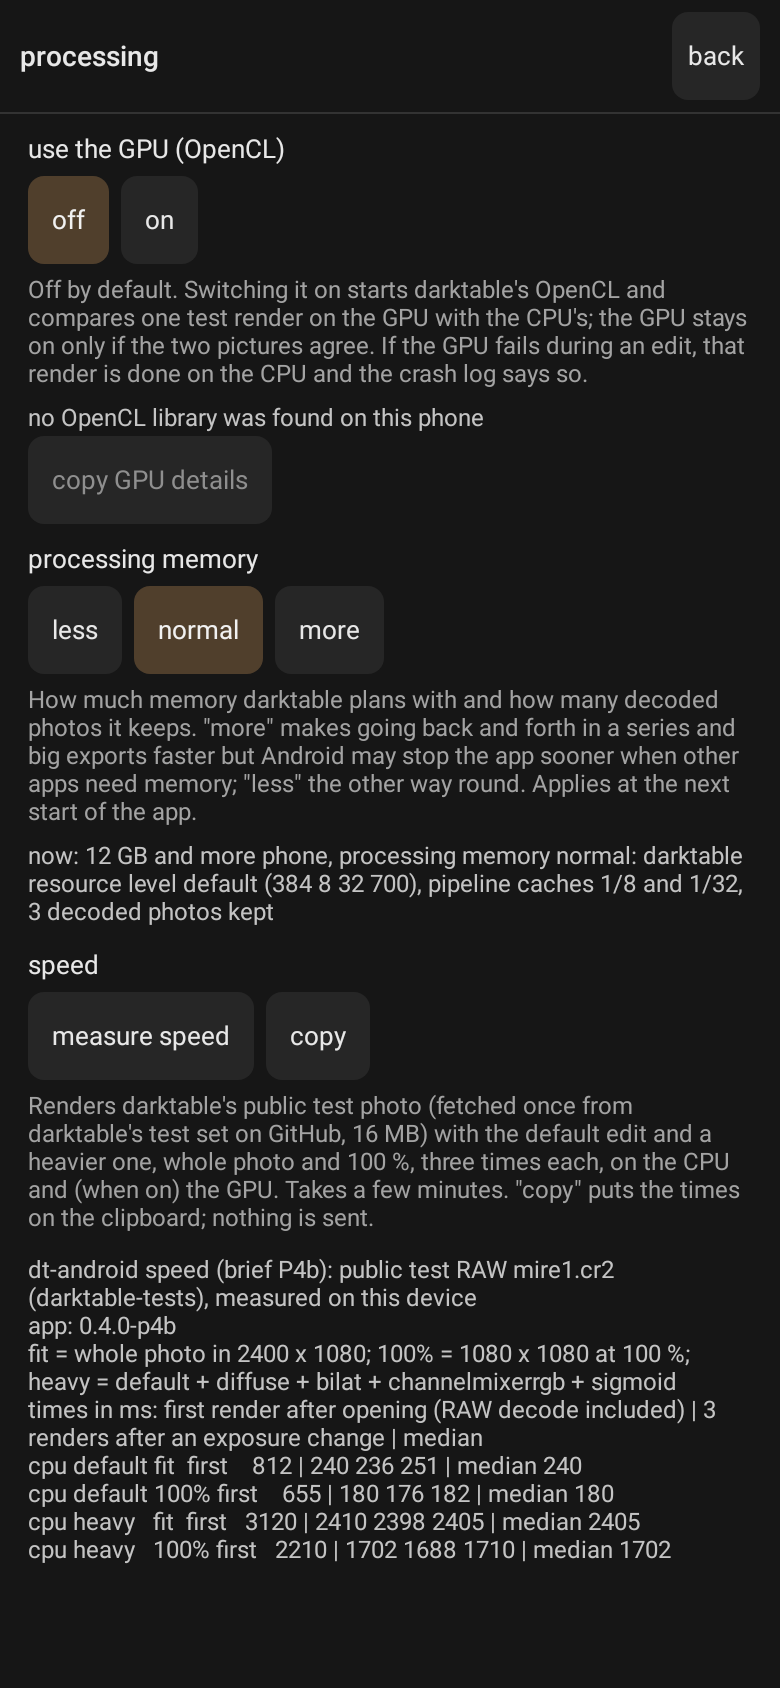 processing
back
use the GPU (OpenCL)
off
on
Off by default. Switching it on starts darktable's OpenCL and
compares one test render on the GPU with the CPU's; the GPU stays
on only if the two pictures agree. If the GPU fails during an edit, that
render is done on the CPU and the crash log says so.
no OpenCL library was found on this phone
copy GPU details
processing memory
less
normal
more
How much memory darktable plans with and how many decoded
photos it keeps. "more" makes going back and forth in a series and
big exports faster but Android may stop the app sooner when other
apps need memory; "less" the other way round. Applies at the next
start of the app.
now: 12 GB and more phone, processing memory normal: darktable
resource level default (384 8 32 700), pipeline caches 1/8 and 1/32,
3 decoded photos kept
speed
measure speed
copy
Renders darktable's public test photo (fetched once from
darktable's test set on GitHub, 16 MB) with the default edit and a
heavier one, whole photo and 100 %, three times each, on the CPU
and (when on) the GPU. Takes a few minutes. "copy" puts the times
on the clipboard; nothing is sent.
dt-android speed (brief P4b): public test RAW mire1.cr2
(darktable-tests), measured on this device
app: 0.4.0-p4b
fit = whole photo in 2400 x 1080; 100% = 1080 x 1080 at 100 %;
heavy = default + diffuse + bilat + channelmixerrgb + sigmoid
times in ms: first render after opening (RAW decode included) | 3
renders after an exposure change | median
cpu default fit  first    812 | 240 236 251 | median 240
cpu default 100% first    655 | 180 176 182 | median 180
cpu heavy   fit  first   3120 | 2410 2398 2405 | median 2405
cpu heavy   100% first   2210 | 1702 1688 1710 | median 1702